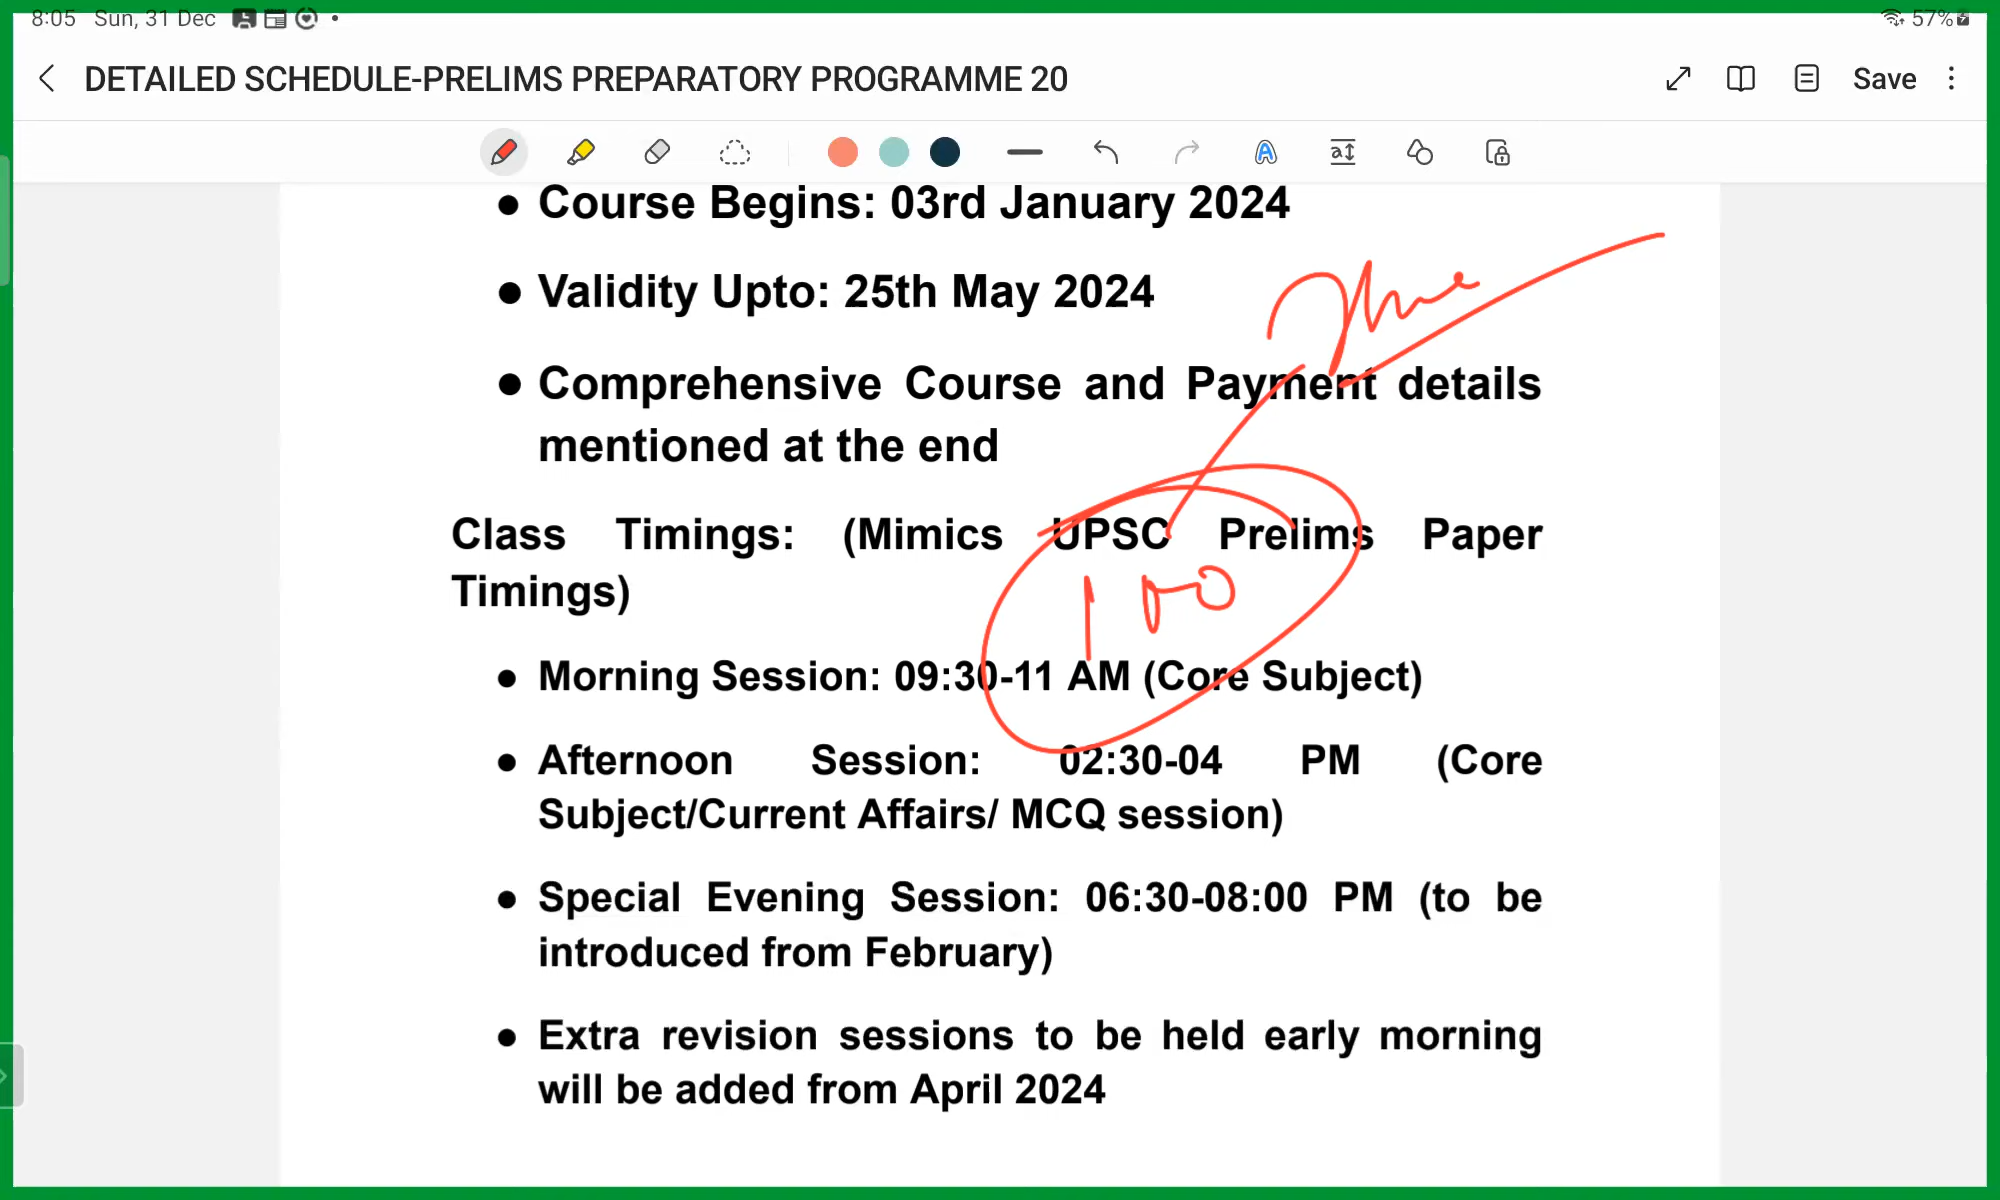 8:05 Sun, 31 Dec
57%
DETAILED SCHEDULE-PRELIMS PREPARATORY PROGRAMME 20
Save
● Course Begins: 03rd January 2024
● Validity Upto: 25th May 2024
● Comprehensive Course and Payment details
mentioned at the end
Class Timings: (Mimics UPSC Prelims Paper
Timings)
100
● Morning Session: 09:30-11 AM (Core Subject)
● Afternoon Session: 02:30-04 PM (Core
Subject/Current Affairs/ MCQ session)
● Special Evening Session: 06:30-08:00 PM (to be
introduced from February)
● Extra revision sessions to be held early morning
will be added from April 2024